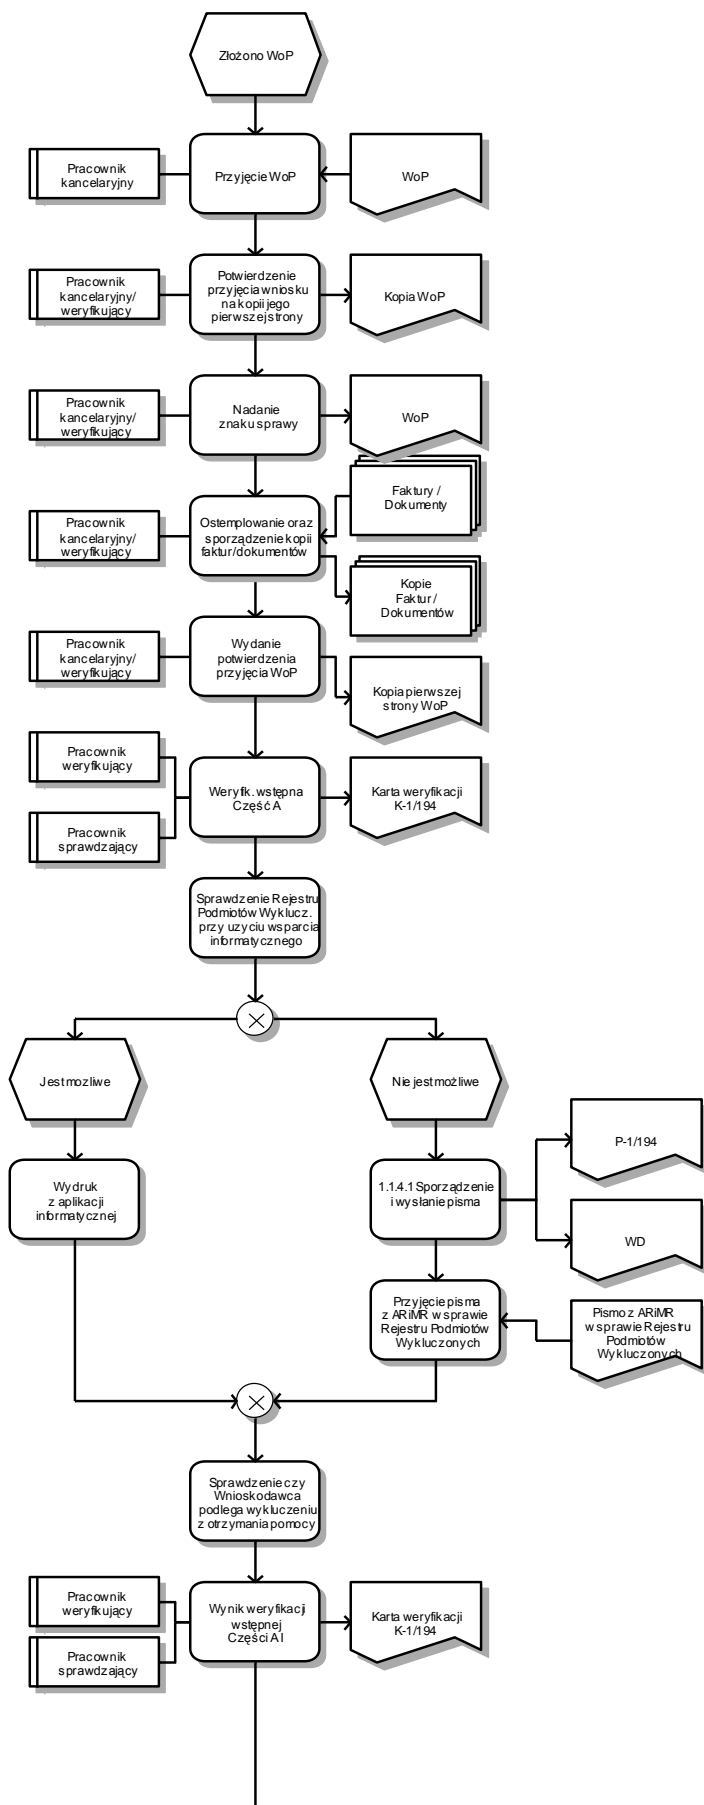 Złożono WoP
Pracownik
kancelaryjny
Przyjęcie WoP
WoP
Pracownik
kancelaryjny/
weryfikujący
Potwierdzenie
przyjęcia wniosku
na kopii jego
pierwszej strony
Kopia WoP
Pracownik
kancelaryjny/
weryfikujący
Nadanie
znaku sprawy
WoP
Faktury /
Dokumenty
Pracownik
kancelaryjny/
weryfikujący
Ostemplowanie oraz
sporządzenie kopii
faktur/dokumentów
Kopie
Faktur /
Dokumentów
Pracownik
kancelaryjny/
weryfikujący
Wydanie
potwierdzenia
przyjęcia WoP
Kopia pierwszej
strony WoP
Pracownik
weryfikujący
Pracownik
sprawdzający
Weryfik. wstępna
Część A
Karta weryfikacji
K-1/194
Sprawdzenie Rejestru
Podmiotów Wyklucz.
przy uzyciu wsparcia
informatycznego
Jest mozliwe
Nie jest możliwe
Wydruk
z aplikacji
informatycznej
1.1.4.1 Sporządzenie
i wysłanie pisma
P-1/194
WD
Przyjęcie pisma
z ARiMR w sprawie
Rejestru Podmiotów
Wykluczonych
Pismo z ARiMR
w sprawie Rejestru
Podmiotów
Wykluczonych
Sprawdzenie czy
Wnioskodawca
podlega wykluczeniu
z otrzymania pomocy
Pracownik
weryfikujący
Pracownik
sprawdzający
Wynik weryfikacji
wstępnej
Części A I
Karta weryfikacji
K-1/194